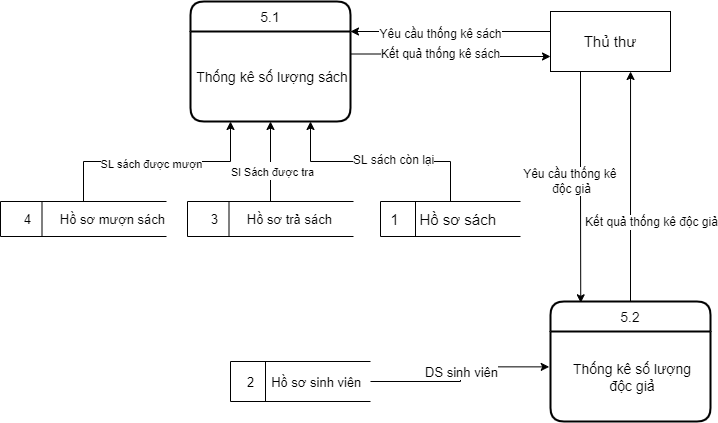 5.1
Thống kê số lượng sách
Yêu cầu thống kê sách
Kết quả thống kê sách
Thủ thư
SL sách được mượn
Sl Sách được tra
SL sách còn lại
4
Hồ sơ mượn sách
3
Hồ sơ trả sách
1
Hồ sơ sách
Yêu cầu thống kê
độc giả
Kết quả thống kê độc giả
5.2
Thống kê số lượng
độc giả
2
Hồ sơ sinh viên
DS sinh viên